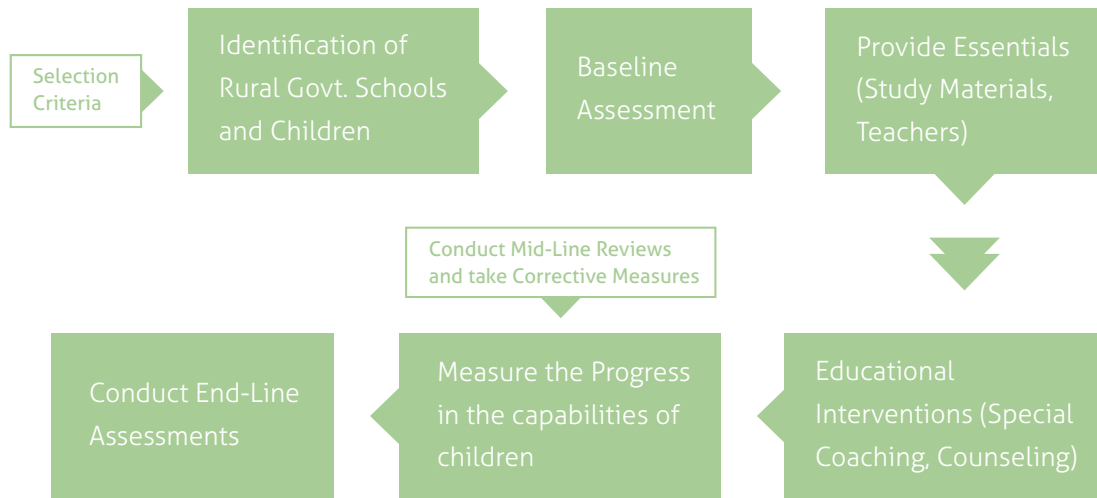 Selection
Criteria
Identification of
Rural Govt. Schools
and Children
Baseline
Assessment
Provide Essentials
(Study Materials,
Teachers)
Conduct Mid-Line Reviews
and take Corrective Measures
Educational
Interventions (Special
Coaching, Counseling)
Measure the Progress
in the capabilities of
children
Conduct End-Line
Assessments